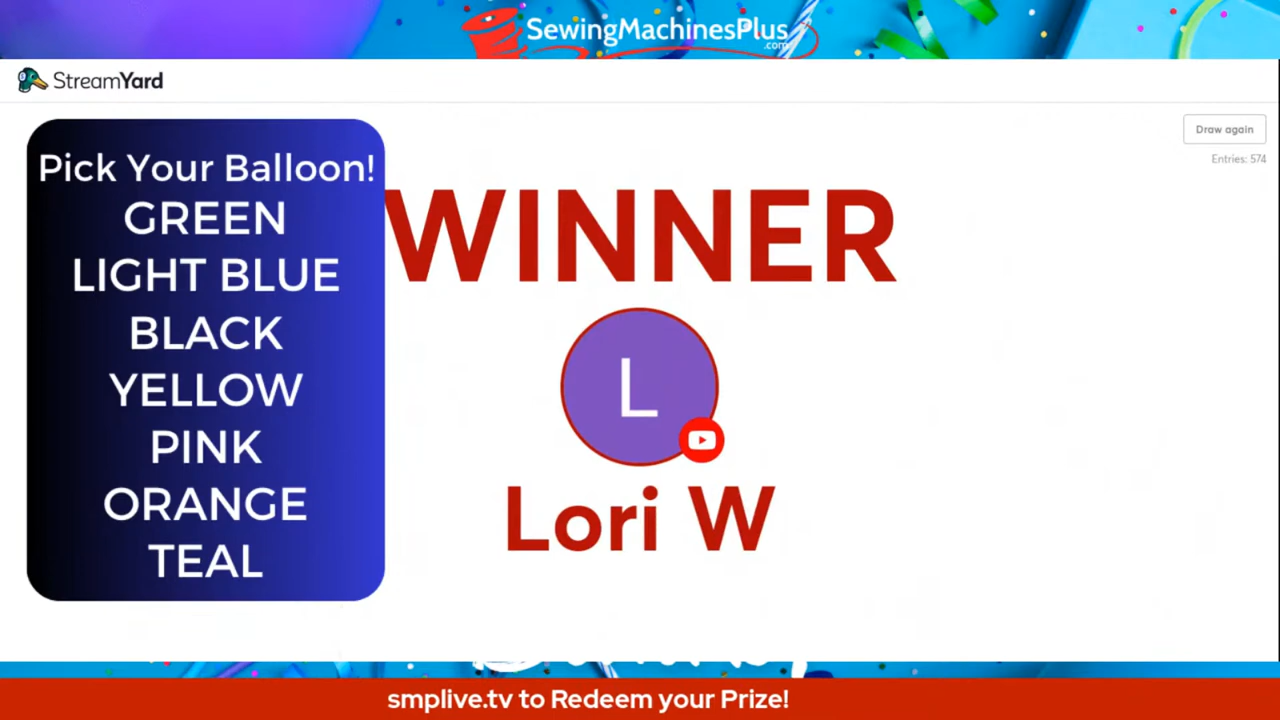 SewingMachinesPlus
.com
StreamYard
Draw again
Entries: 574
Pick Your Balloon!
GREEN
LIGHT BLUE
BLACK
YELLOW
PINK
ORANGE
TEAL
WINNER
L
Lori W
smplive.tv to Redeem your Prize!